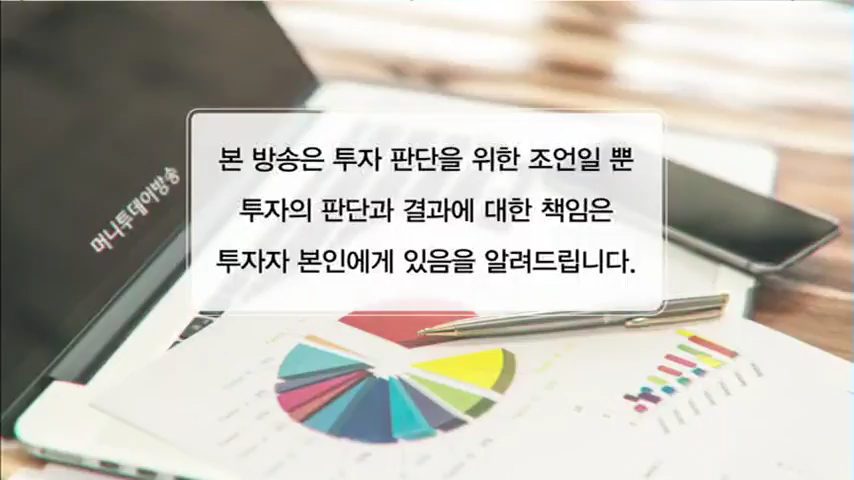 본 방송은 투자 판단을 위한 조언일 뿐
투자의 판단과 결과에 대한 책임은
투자자 본인에게 있음을 알려드립니다.
머니투데이방송